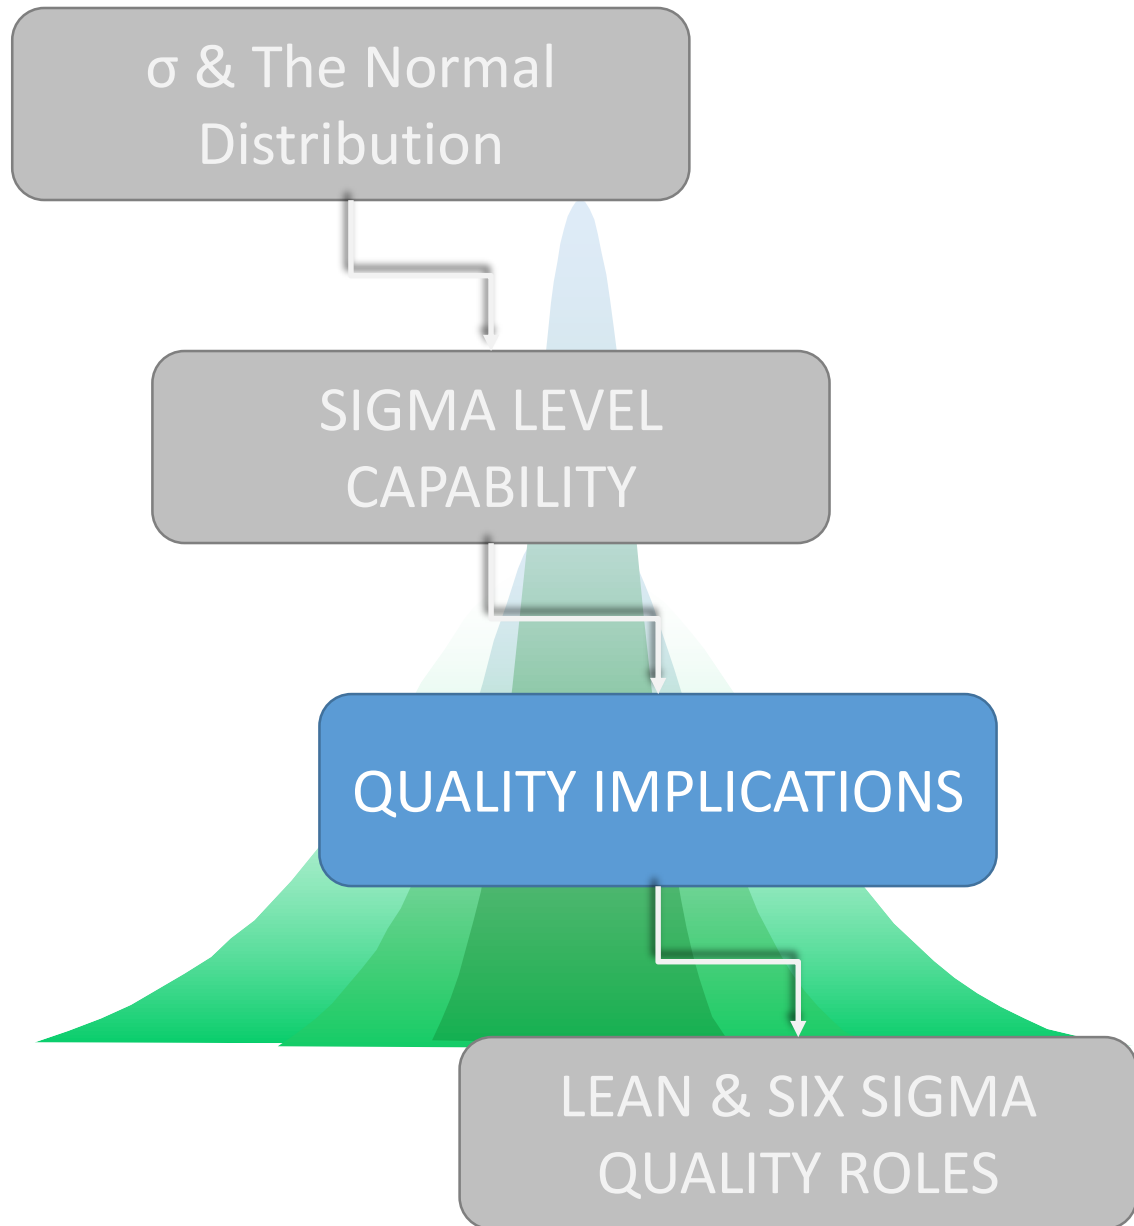 σ & The Normal
Distribution
SIGMA LEVEL
CAPABILITY
QUALITY IMPLICATIONS
LEAN & SIX SIGMA
QUALITY ROLES